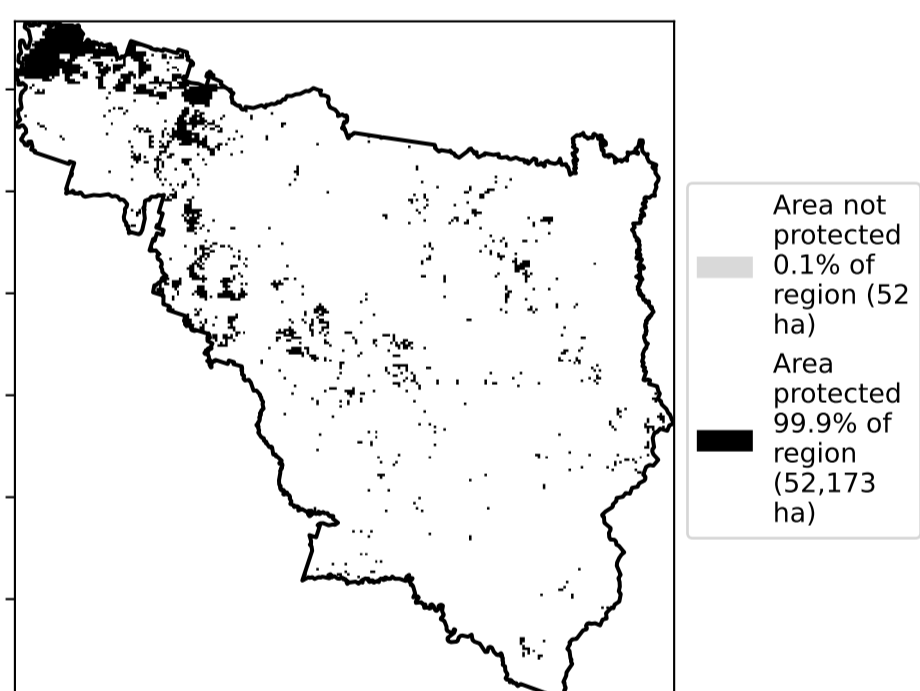 Area not
protected
0.1% of
region (52
ha)
Area
protected
99.9% of
region
(52,173
ha)